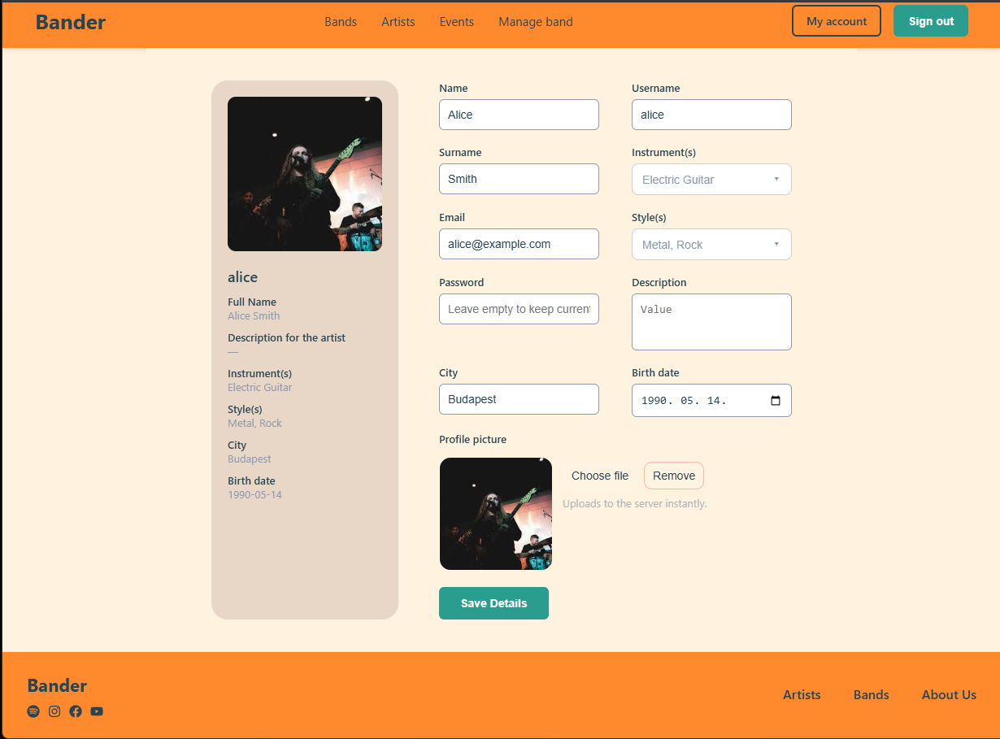 Bander
Bands
Artists
Events
Manage band
My account
Sign out
alice
Full Name
Alice Smith
Description for the artist
—
Instrument(s)
Electric Guitar
Style(s)
Metal, Rock
City
Budapest
Birth date
1990-05-14
Name
Alice
Username
alice
Surname
Smith
Instrument(s)
Electric Guitar
Email
alice@example.com
Style(s)
Metal, Rock
Password
Leave empty to keep current
Description
Value
City
Budapest
Birth date
1990. 05. 14.
Profile picture
Choose file
Remove
Uploads to the server instantly.
Save Details
Bander
Artists
Bands
About Us